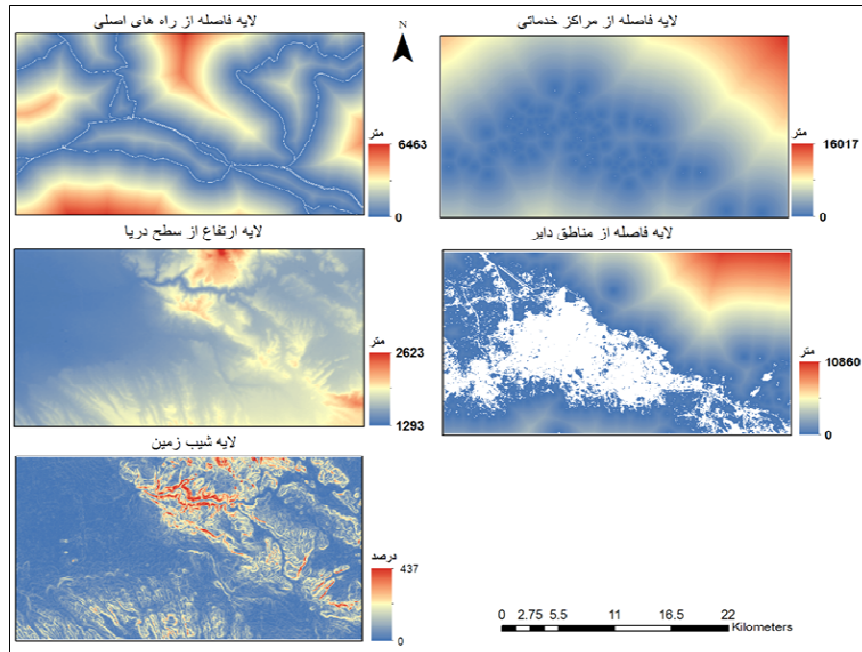 لایه فاصله از راه های اصلی
N
لایه فاصله از مراکز خدماتی
متر
6463
0
متر
16017
0
لایه ارتفاع از سطح دریا
لایه فاصله از مناطق دایر
متر
2623
1293
متر
10860
0
لایه شیب زمین
درصد
437
0
0 2.75 5.5 11 16.5 22
Kilometers